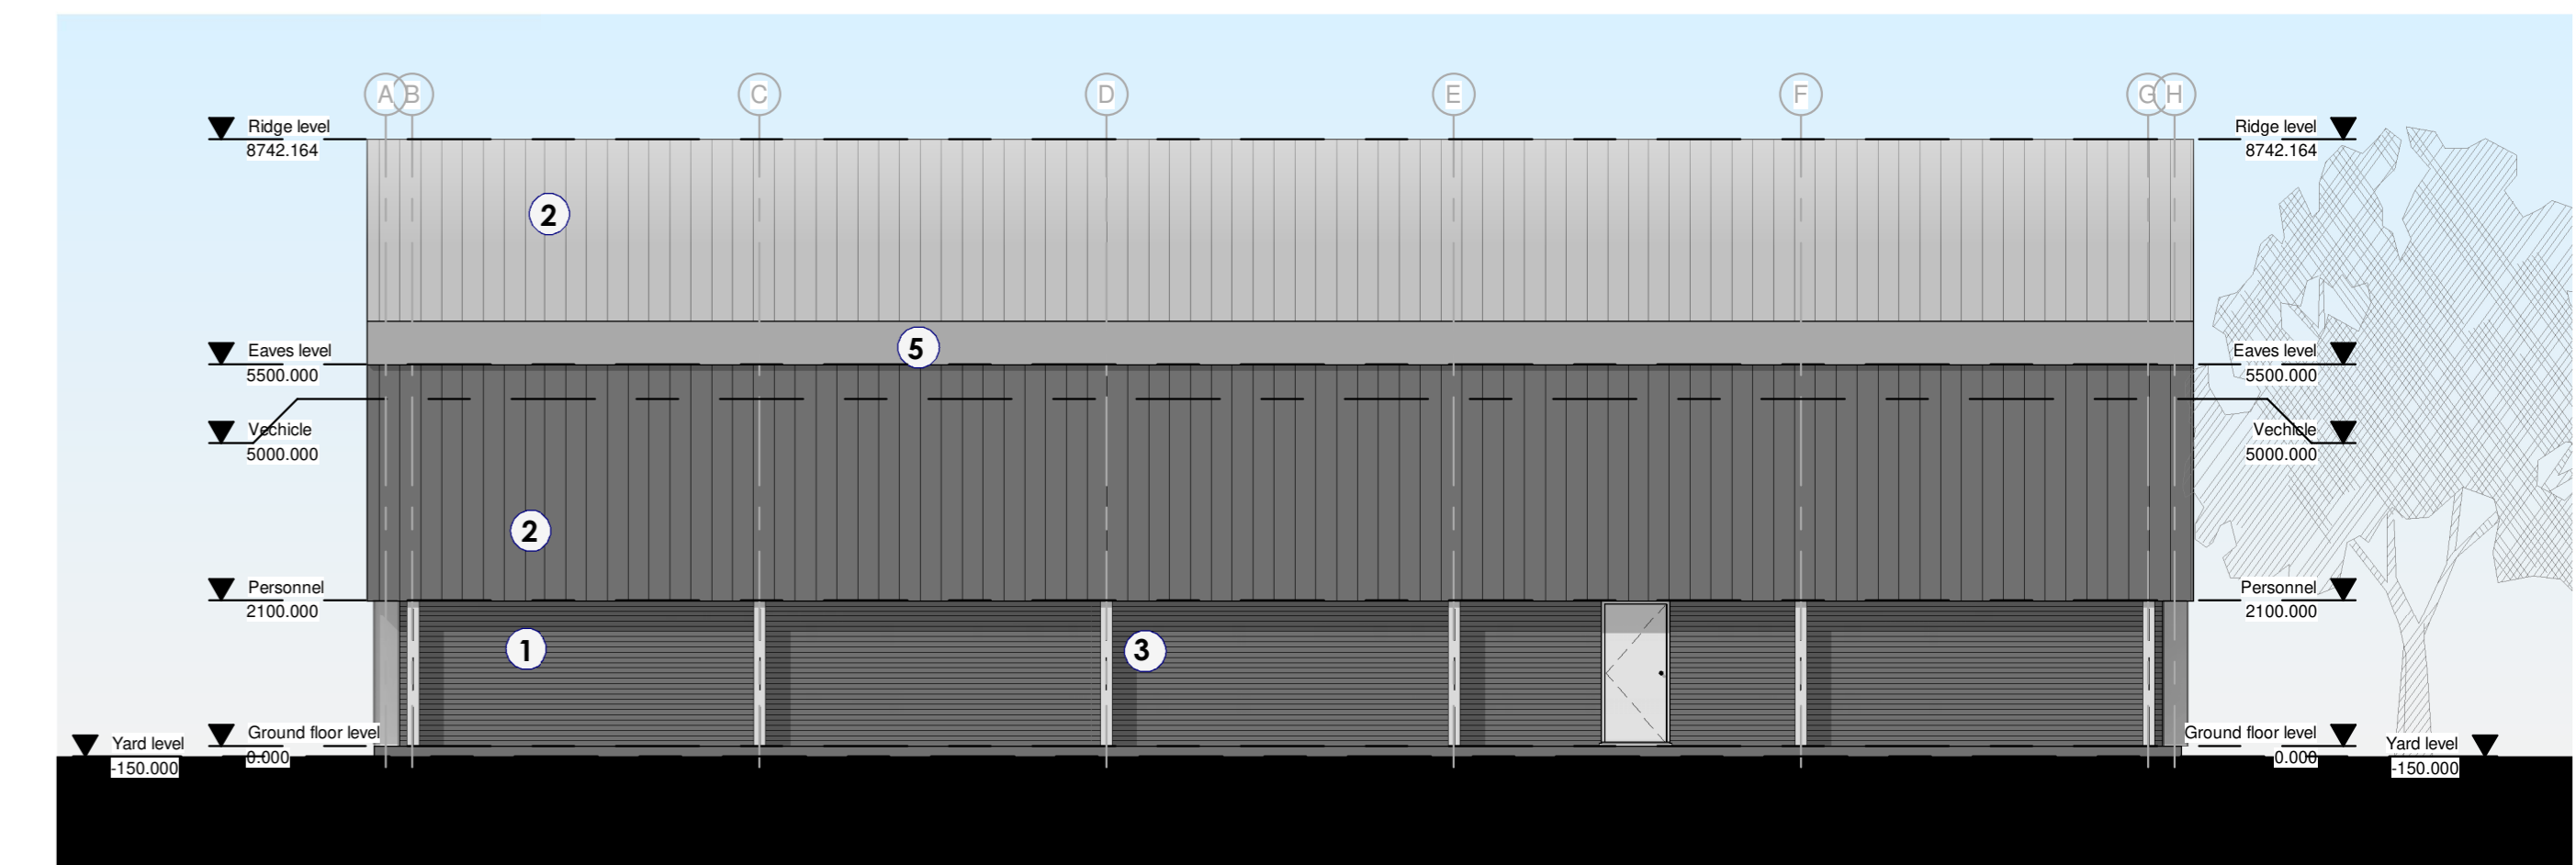 A B C D E F G H
Ridge level
8742.164
Ridge level
8742.164
2
5
Eaves level
5500.000
Eaves level
5500.000
Vechicle
5000.000
Vechicle
5000.000
2
Personnel
2100.000
Personnel
2100.000
1
3
Ground floor level
0.000
Ground floor level
0.000
Yard level
-150.000
Yard level
-150.000